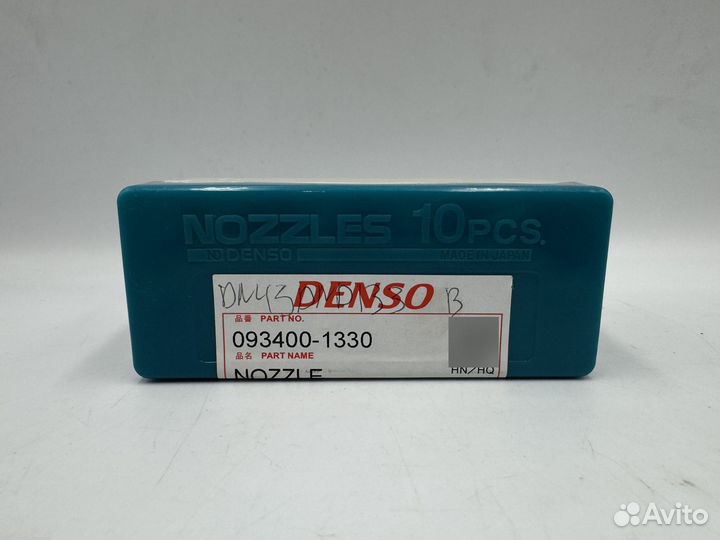 NOZZLES 10PCS.
ND DENSO MADE IN JAPAN
DENSO
B
品番 PART NO.
093400-1330
品名 PART NAME
NOZZLE
HN/HQ
Avito